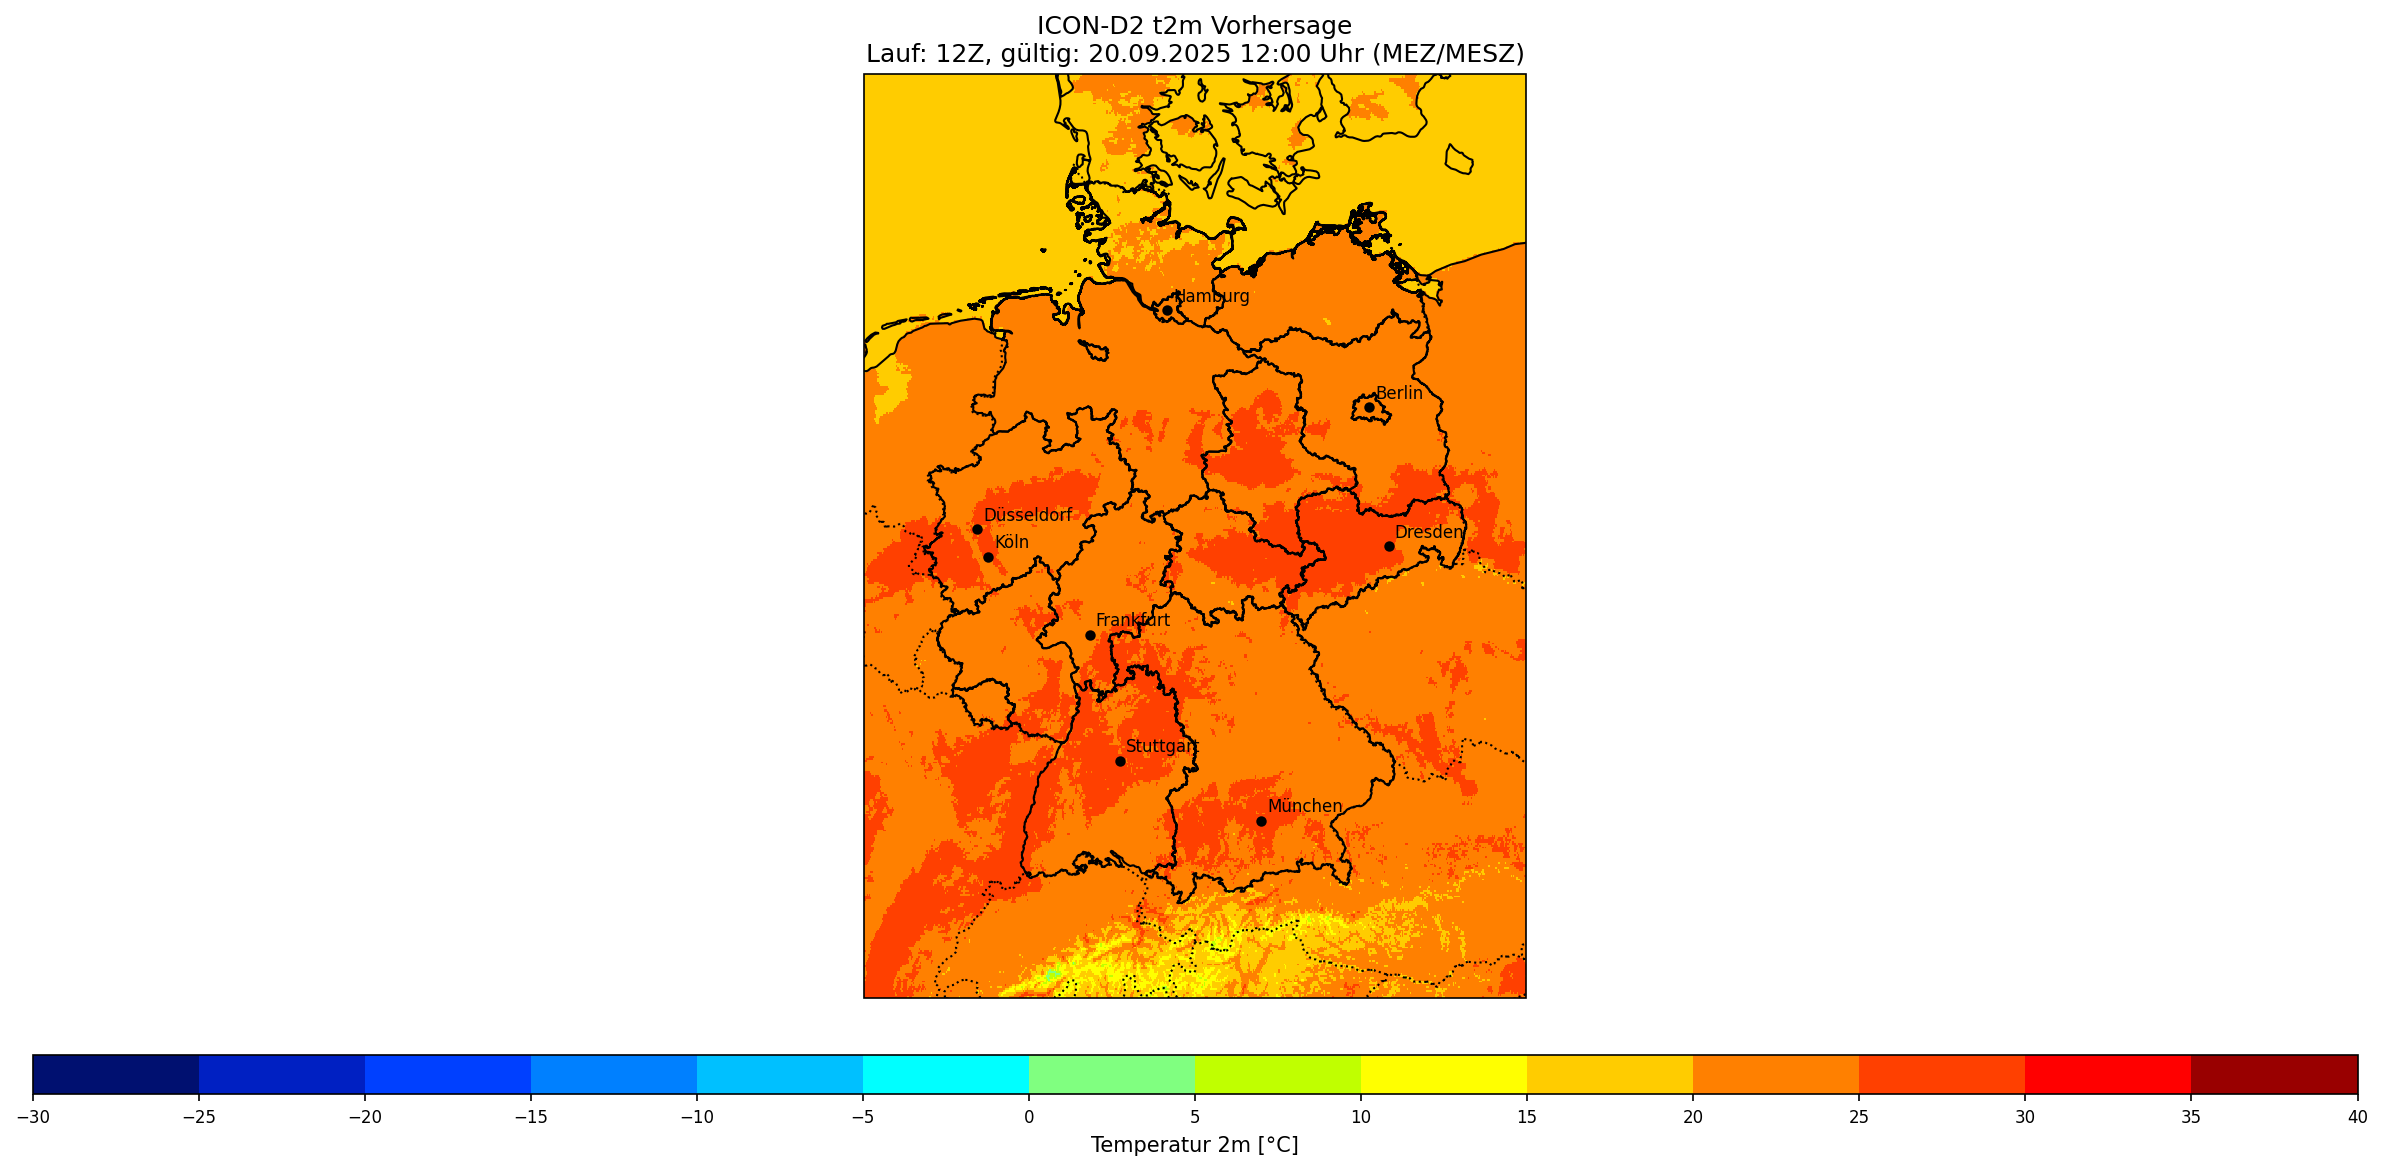 ICON-D2 t2m Vorhersage
Lauf: 12Z, gültig: 20.09.2025 12:00 Uhr (MEZ/MESZ)
Hamburg
Berlin
Düsseldorf
Dresden
Köln
Frankfurt
Stuttgart
München
−30 −25 −20 −15 −10 −5 0 5 10 15 20 25 30 35 40
Temperatur 2m [°C]